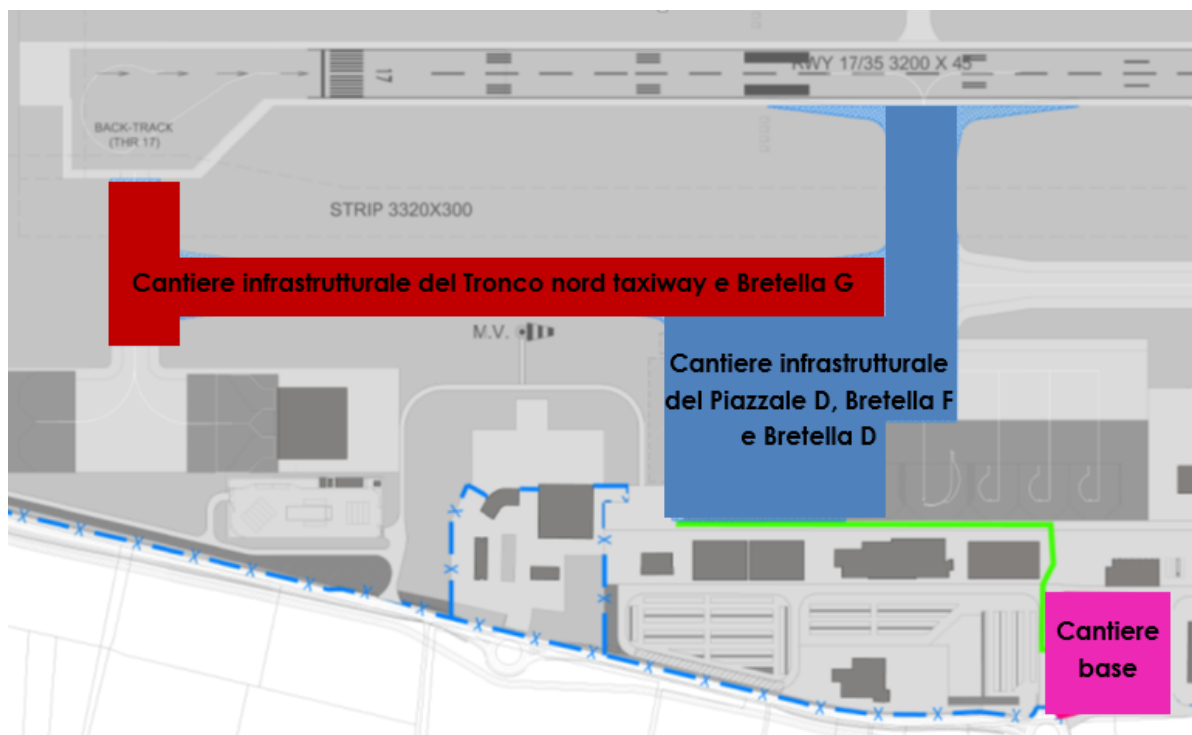 RWY 17/35 3200 X 45
17
BACK-TRACK
(THR 17)
STRIP 3320X300
Cantiere infrastrutturale del Tronco nord taxiway e Bretella G
M.V.
Cantiere infrastrutturale
del Piazzale D, Bretella F
e Bretella D
Cantiere
base